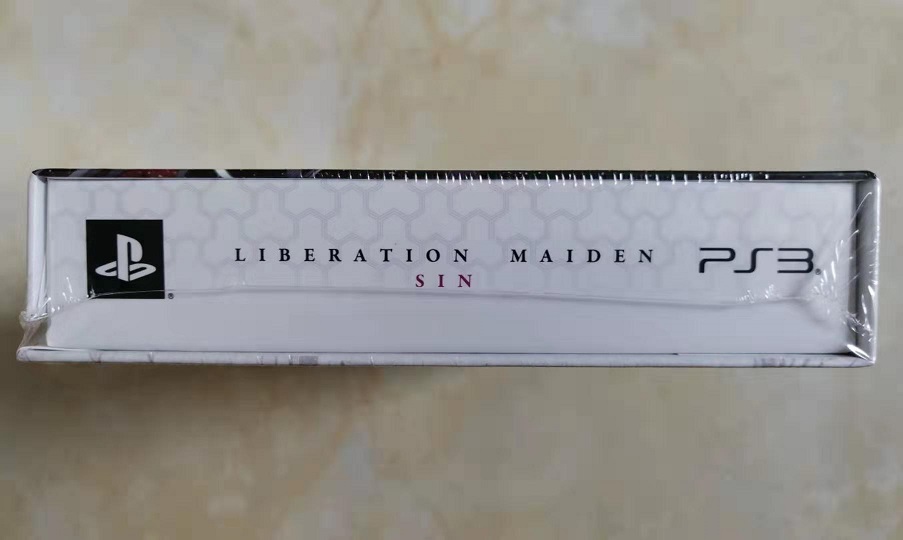 LIBERATION MAIDEN PS3®
SIN
®